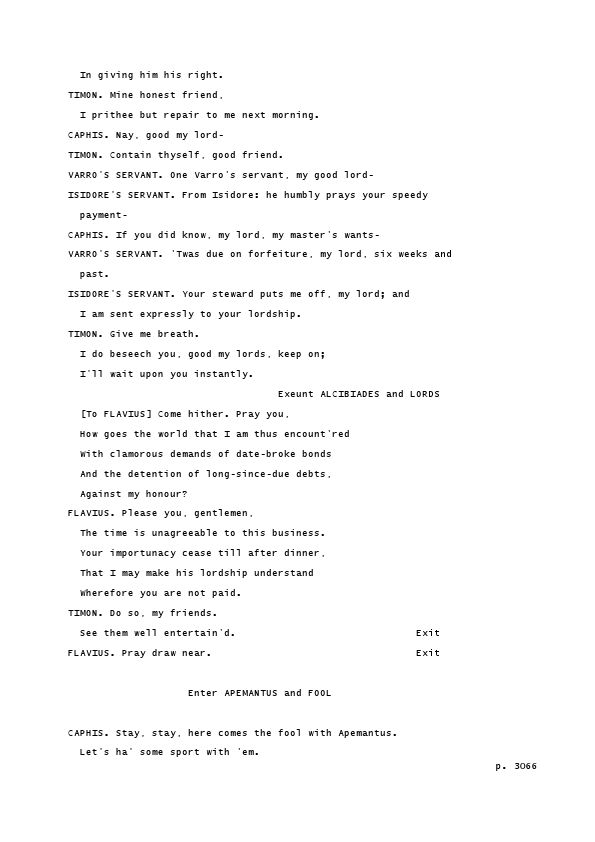 In giving him his right.
TIMON. Mine honest friend,
I prithee but repair to me next morning.
CAPHIS. Nay, good my lord-
TIMON. Contain thyself, good friend.
VARRO'S SERVANT. One Varro's servant, my good lord-
ISIDORE'S SERVANT. From Isidore: he humbly prays your speedy
payment-
CAPHIS. If you did know, my lord, my master's wants-
VARRO'S SERVANT. 'Twas due on forfeiture, my lord, six weeks and
past.
ISIDORE'S SERVANT. Your steward puts me off, my lord; and
I am sent expressly to your lordship.
TIMON. Give me breath.
I do beseech you, good my lords, keep on;
I'll wait upon you instantly.
Exeunt ALCIBIADES and LORDS
[To FLAVIUS] Come hither. Pray you,
How goes the world that I am thus encount'red
With clamorous demands of date-broke bonds
And the detention of long-since-due debts,
Against my honour?
FLAVIUS. Please you, gentlemen,
The time is unagreeable to this business.
Your importunacy cease till after dinner,
That I may make his lordship understand
Wherefore you are not paid.
TIMON. Do so, my friends.
See them well entertain'd. Exit
FLAVIUS. Pray draw near. Exit
Enter APEMANTUS and FOOL
CAPHIS. Stay, stay, here comes the fool with Apemantus.
Let's ha' some sport with 'em.
p. 3066